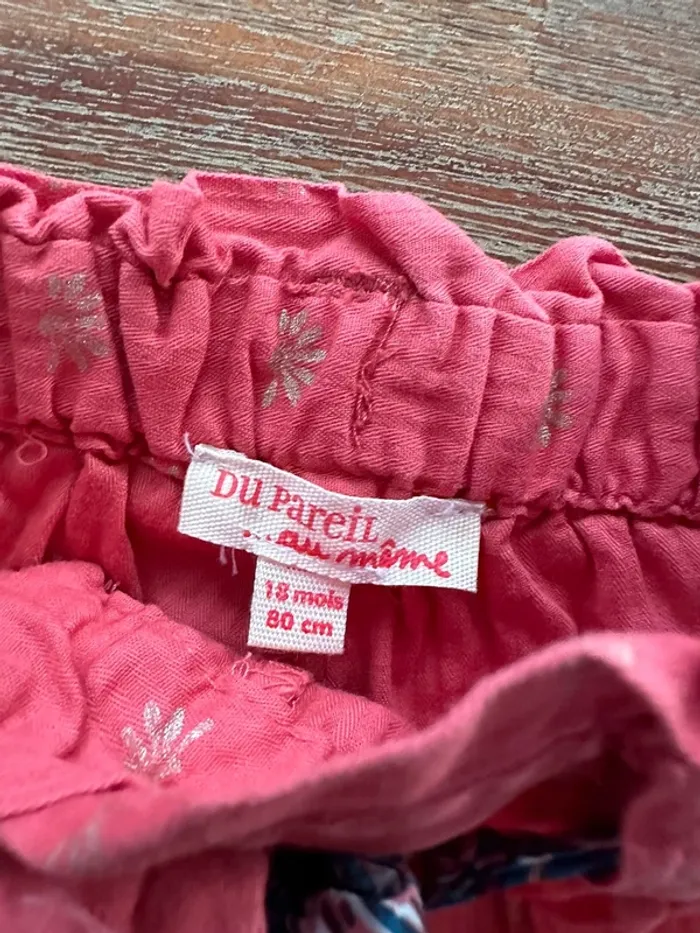 DU PaReiL
...au même
18 mois
80 cm